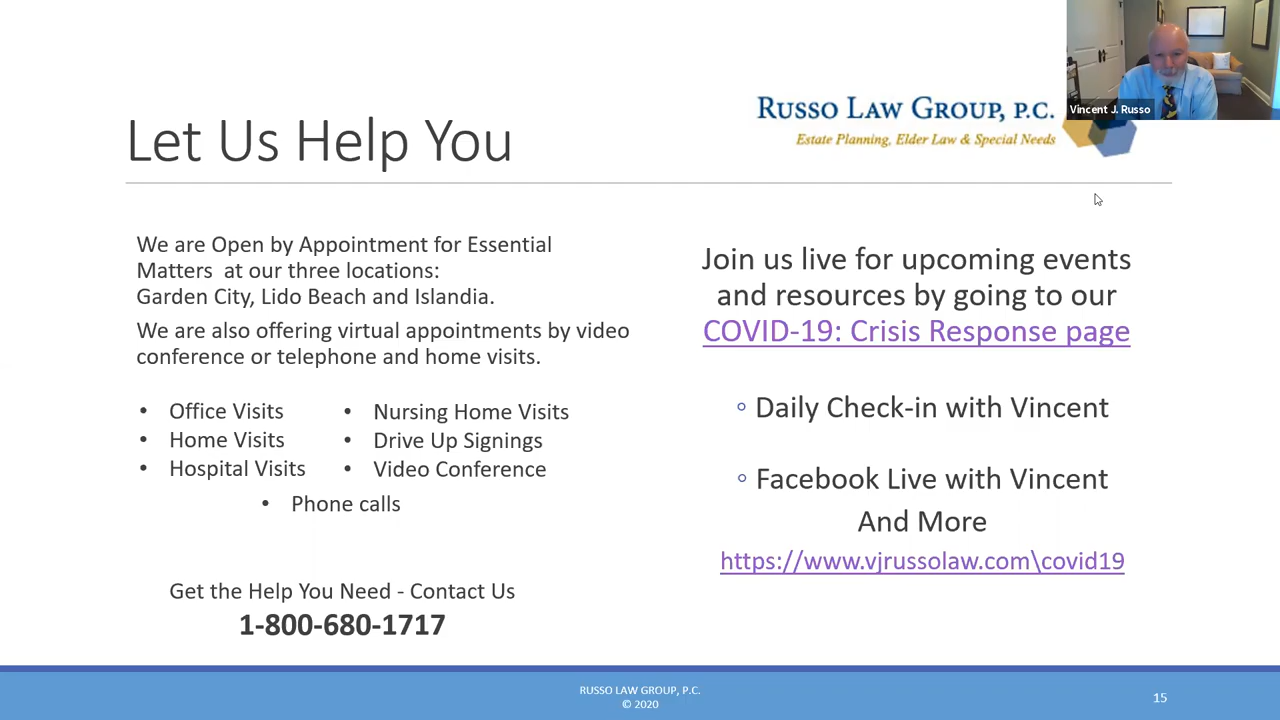 Vincent J. Russo
RUSSO LAW GROUP, P.C.
Estate Planning, Elder Law & Special Needs
Let Us Help You
We are Open by Appointment for Essential
Matters  at our three locations:
Garden City, Lido Beach and Islandia.
We are also offering virtual appointments by video
conference or telephone and home visits.
• Office Visits
• Home Visits
• Hospital Visits
• Nursing Home Visits
• Drive Up Signings
• Video Conference
• Phone calls
Get the Help You Need - Contact Us
1-800-680-1717
Join us live for upcoming events
and resources by going to our
COVID-19: Crisis Response page
◦ Daily Check-in with Vincent
◦ Facebook Live with Vincent
And More
https://www.vjrussolaw.com\covid19
RUSSO LAW GROUP, P.C.
© 2020
15